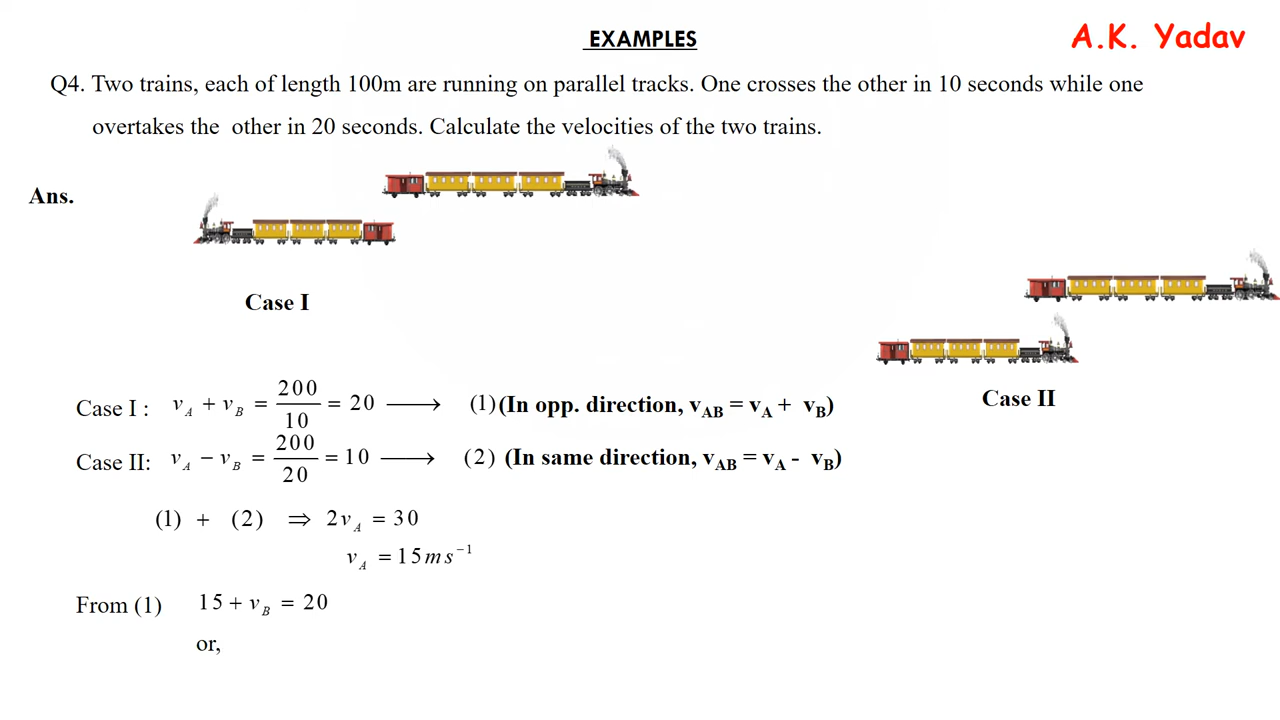 EXAMPLES
A.K. Yadav
Q4. Two trains, each of length 100m are running on parallel tracks. One crosses the other in 10 seconds while one
overtakes the other in 20 seconds. Calculate the velocities of the two trains.
Ans.
Case I
Case II
Case I : v_A + v_B = 200/10 = 20 ⟶ (1) (In opp. direction, v_AB = v_A + v_B)
Case II: v_A − v_B = 200/20 = 10 ⟶ (2) (In same direction, v_AB = v_A - v_B)
(1) + (2) ⇒ 2v_A = 30
v_A = 15ms⁻¹
From (1) 15 + v_B = 20
or,